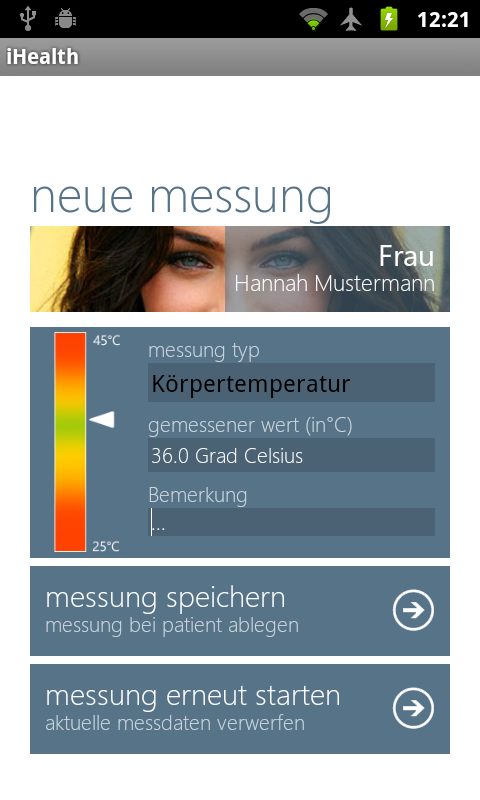 12:21
iHealth
neue messung
Frau
Hannah Mustermann
45°C
messung typ
Körpertemperatur
gemessener wert (in°C)
36.0 Grad Celsius
Bemerkung
...
25°C
messung speichern
messung bei patient ablegen
messung erneut starten
aktuelle messdaten verwerfen